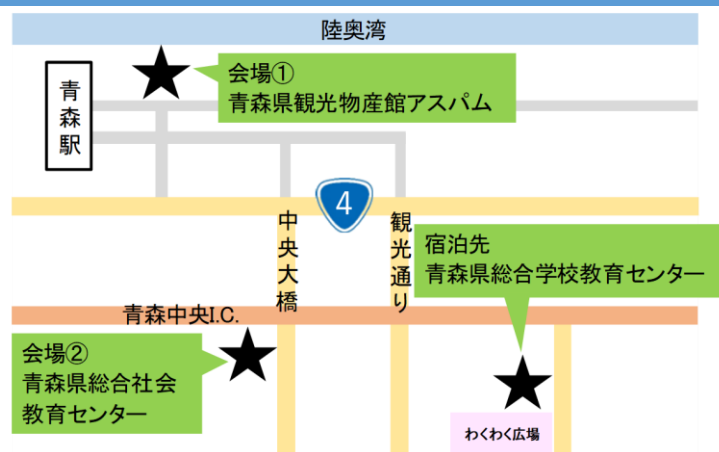 陸奥湾
会場①
青森県観光物産館アスパム
青森駅
4
中央大橋
観光通り
宿泊先
青森県総合学校教育センター
青森中央I.C.
会場②
青森県総合社会
教育センター
わくわく広場